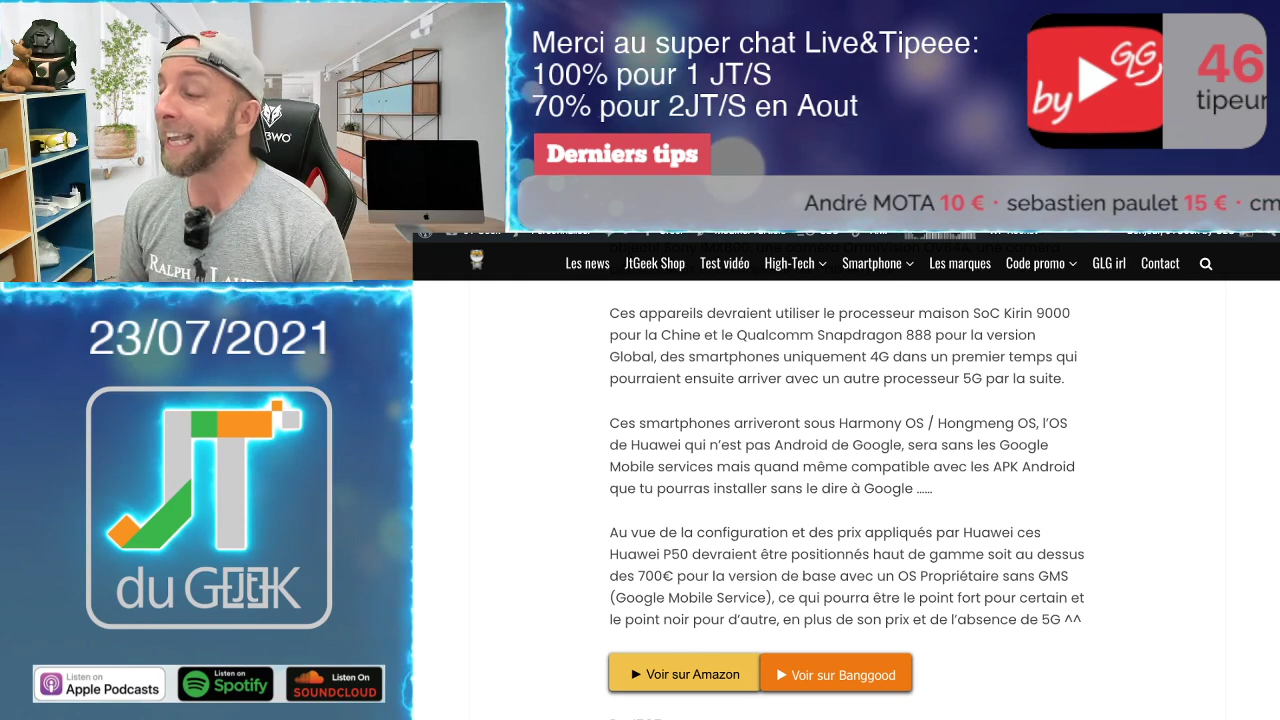 Merci au super chat Live&Tipeee:
100% pour 1 JT/S
70% pour 2JT/S en Aout
by GLG
46
tipeur
Derniers tips
André MOTA 10 € · sebastien paulet 15 € · cm
3WO
RALPH LAU
Les news JtGeek Shop Test vidéo High-Tech Smartphone Les marques Code promo GLG irl Contact
23/07/2021
JT
du GEEK
Jt
Listen on
Apple Podcasts
Listen on
Spotify
Listen On
SOUNDCLOUD
Ces appareils devraient utiliser le processeur maison SoC Kirin 9000
pour la Chine et le Qualcomm Snapdragon 888 pour la version
Global, des smartphones uniquement 4G dans un premier temps qui
pourraient ensuite arriver avec un autre processeur 5G par la suite.
Ces smartphones arriveront sous Harmony OS / Hongmeng OS, l’OS
de Huawei qui n’est pas Android de Google, sera sans les Google
Mobile services mais quand même compatible avec les APK Android
que tu pourras installer sans le dire à Google ......
Au vue de la configuration et des prix appliqués par Huawei ces
Huawei P50 devraient être positionnés haut de gamme soit au dessus
des 700€ pour la version de base avec un OS Propriétaire sans GMS
(Google Mobile Service), ce qui pourra être le point fort pour certain et
le point noir pour d’autre, en plus de son prix et de l’absence de 5G ^^
► Voir sur Amazon
► Voir sur Banggood